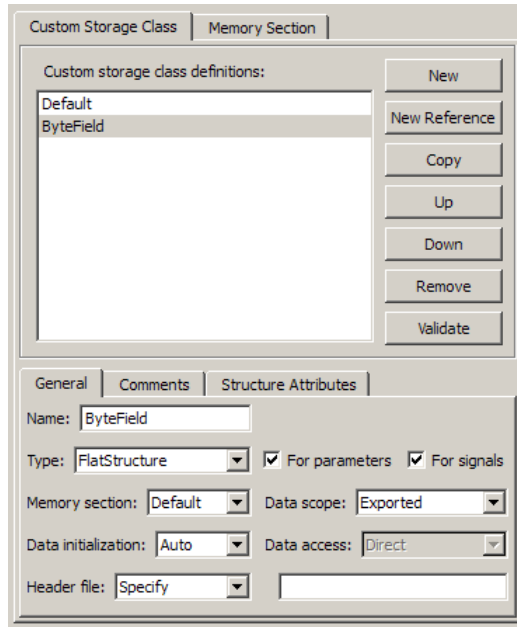 Custom Storage Class Memory Section
Custom storage class definitions:
New
Default
ByteField
New Reference
Copy
Up
Down
Remove
Validate
General Comments Structure Attributes
Name: ByteField
Type: FlatStructure For parameters For signals
Memory section: Default Data scope: Exported
Data initialization: Auto Data access: Direct
Header file: Specify